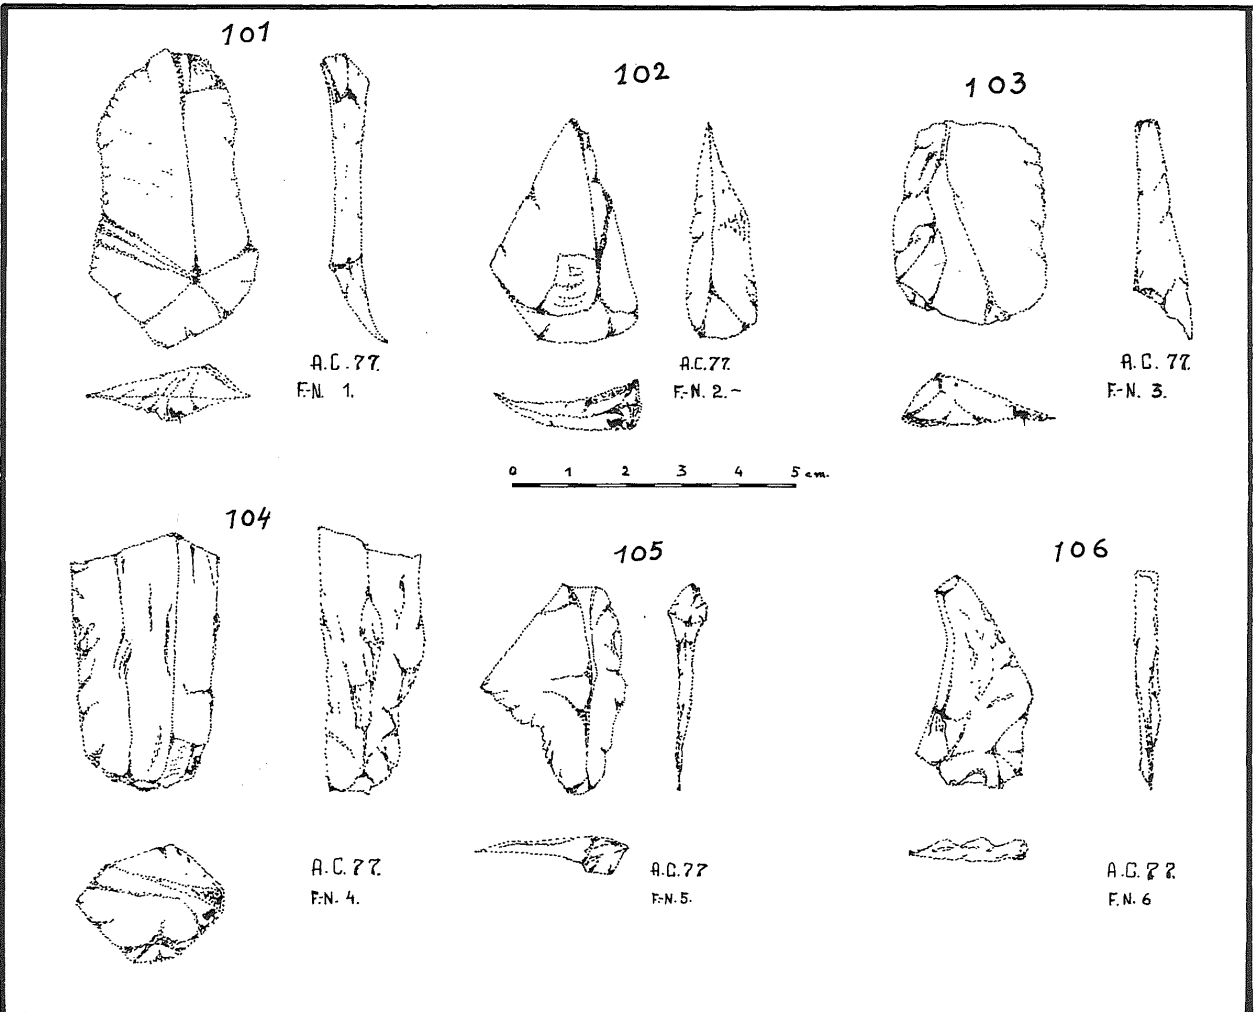 101
102
103
A.C.77.
F.-N. 1.
A.C.77.
F.-N. 2.-
A.C. 77.
F.-N. 3.
0 1 2 3 4 5 cm.
104
105
106
A.C.77.
F.-N. 4.
A.C.77
F.-N.5.
A.C.77.
F.N. 6